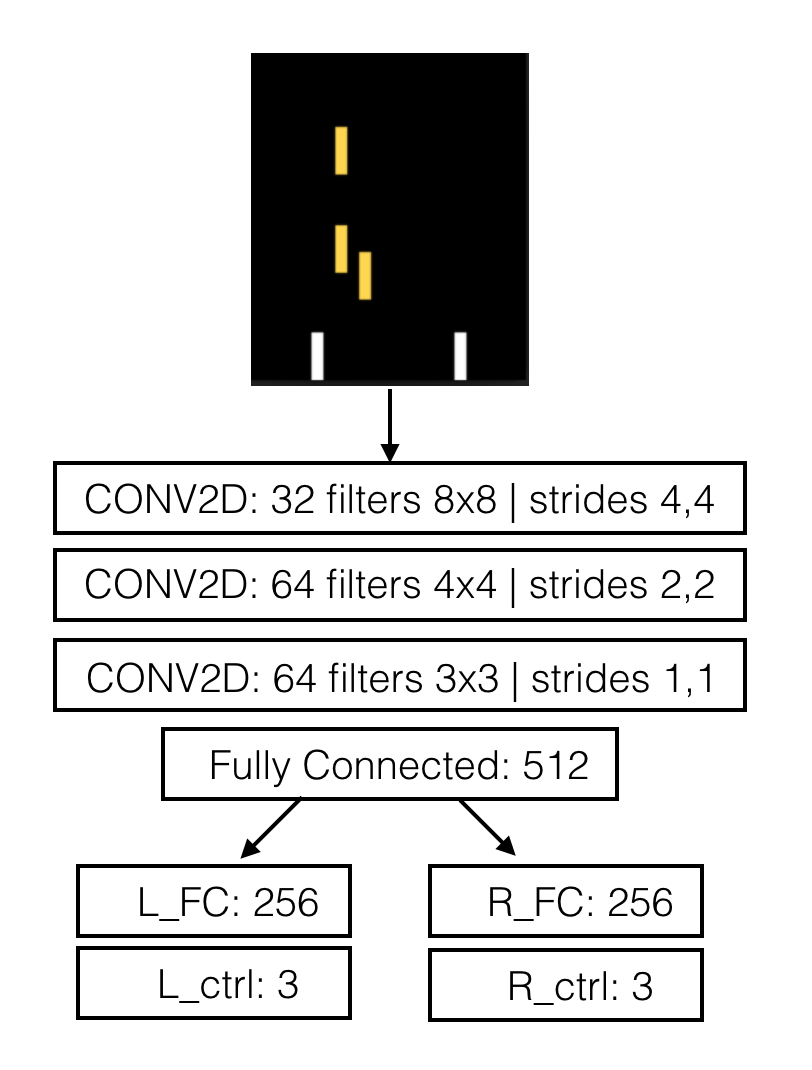 CONV2D: 32 filters 8x8 | strides 4,4
CONV2D: 64 filters 4x4 | strides 2,2
CONV2D: 64 filters 3x3 | strides 1,1
Fully Connected: 512
L_FC: 256
R_FC: 256
L_ctrl: 3
R_ctrl: 3